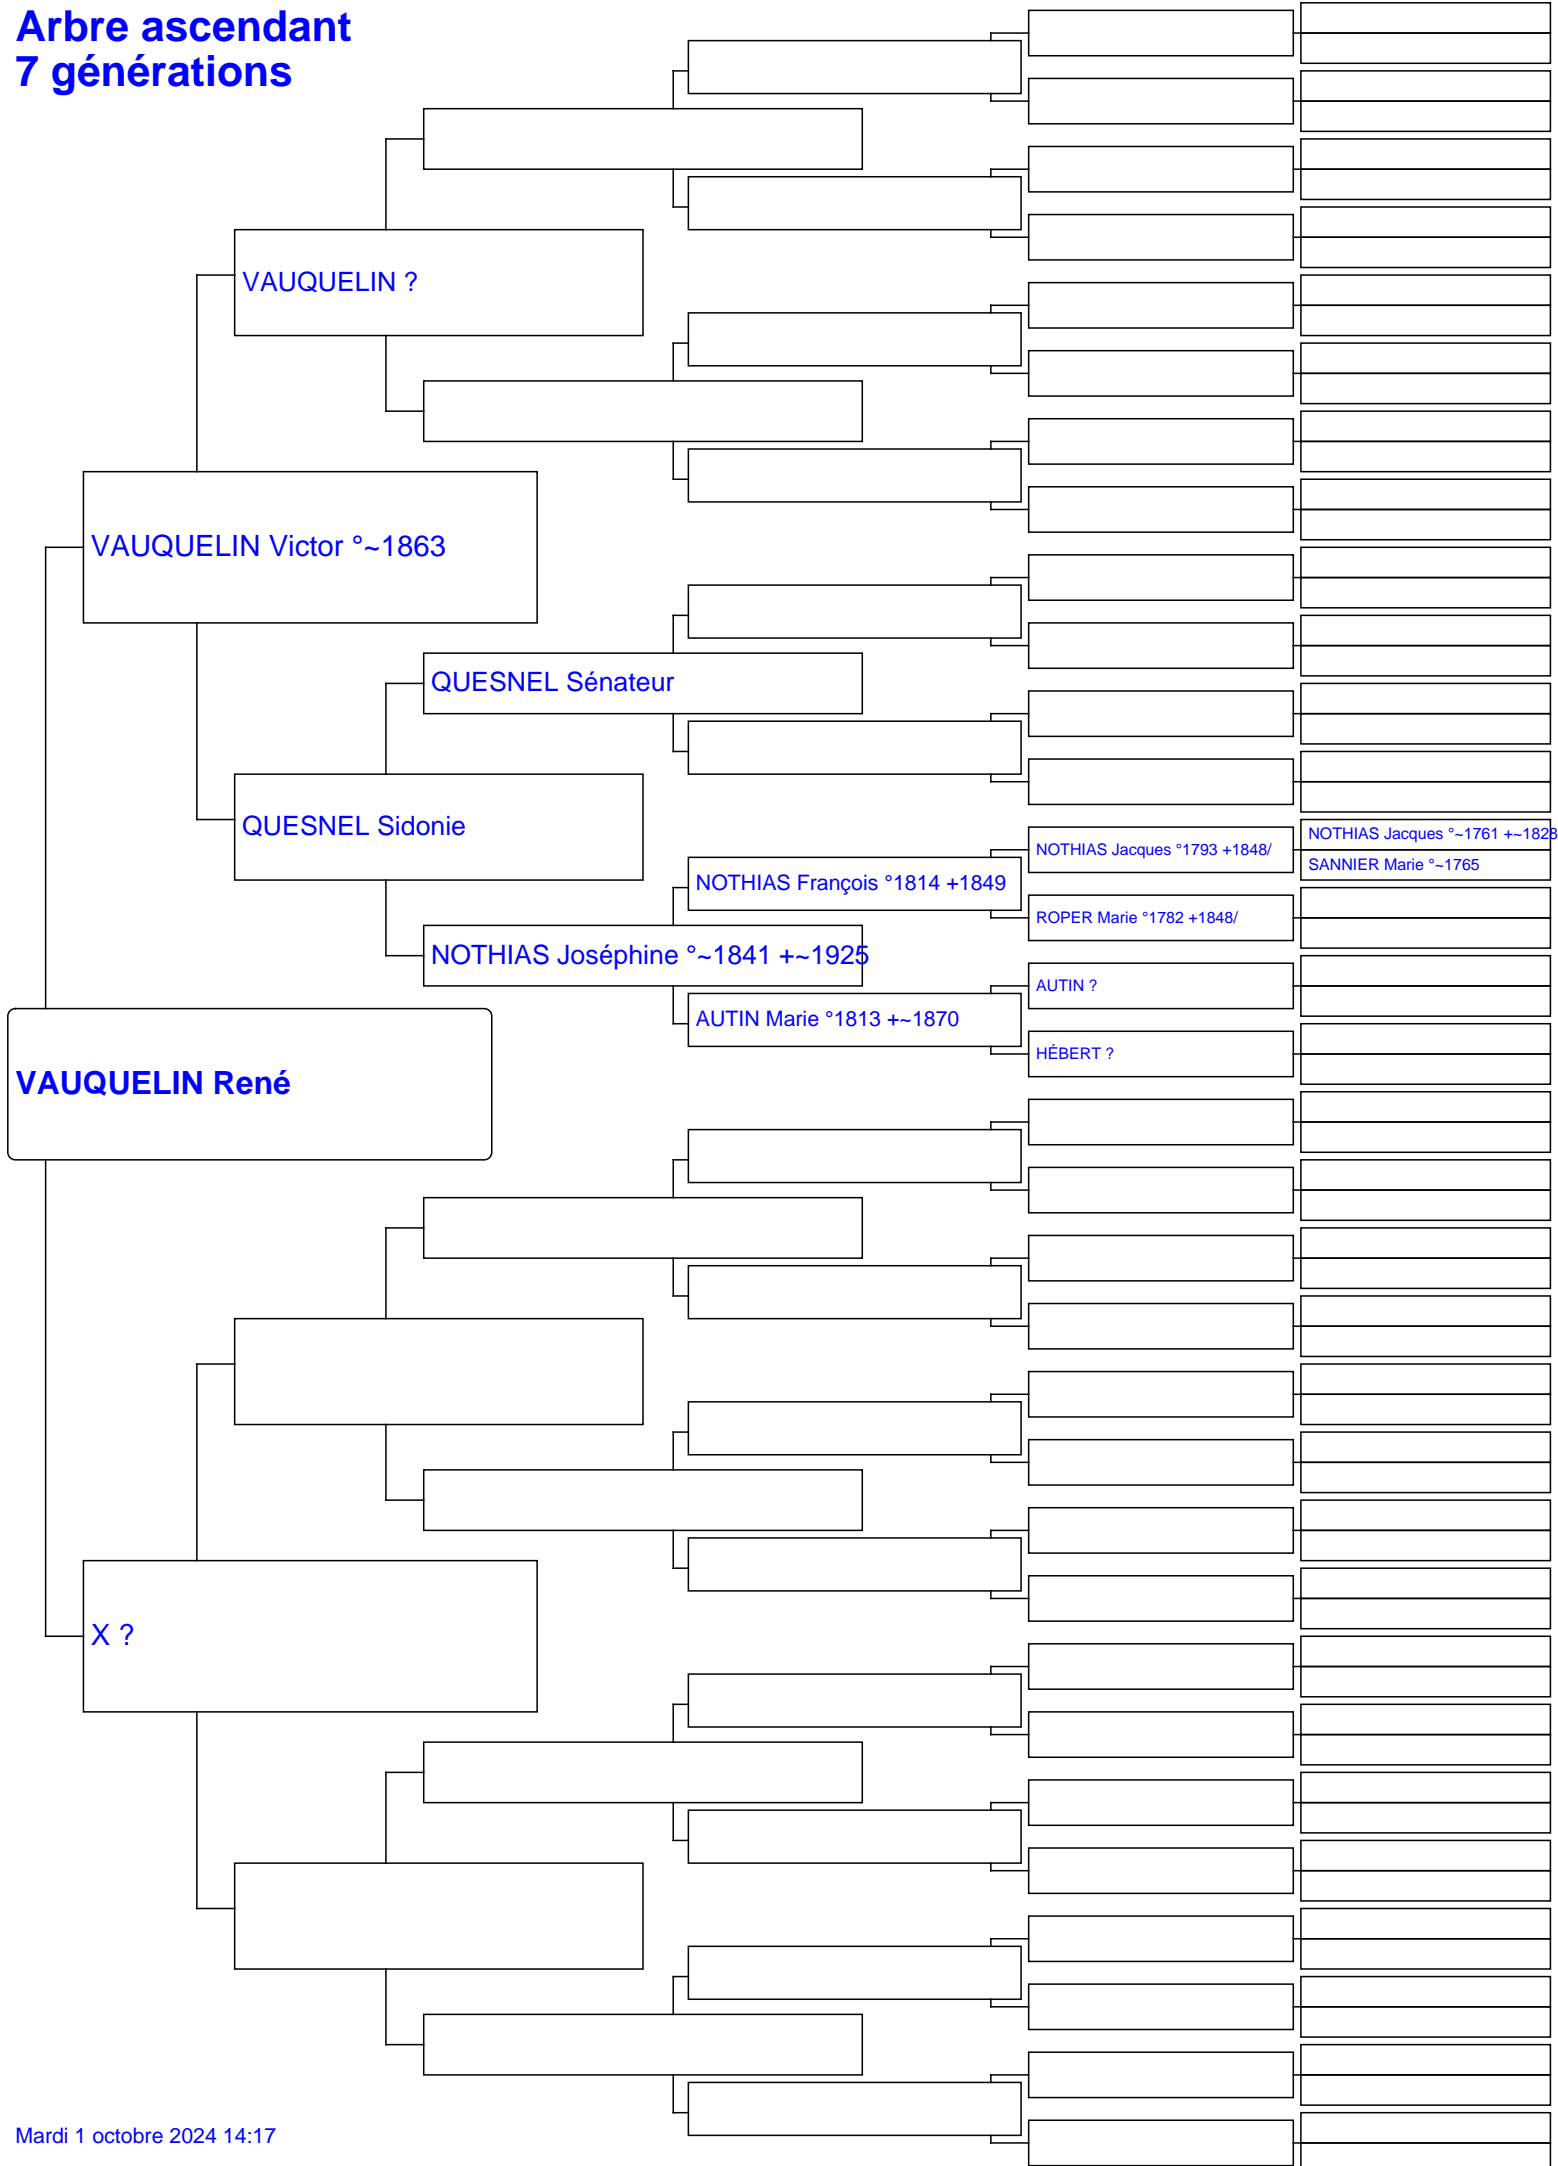 Arbre ascendant
7 générations
VAUQUELIN ?
VAUQUELIN Victor °~1863
QUESNEL Sénateur
QUESNEL Sidonie
NOTHIAS Jacques °~1761 +~1828
NOTHIAS Jacques °1793 +1848/
SANNIER Marie °~1765
NOTHIAS François °1814 +1849
ROPER Marie °1782 +1848/
NOTHIAS Joséphine °~1841 +~1925
AUTIN ?
AUTIN Marie °1813 +~1870
HÉBERT ?
VAUQUELIN René
X ?
Mardi 1 octobre 2024 14:17